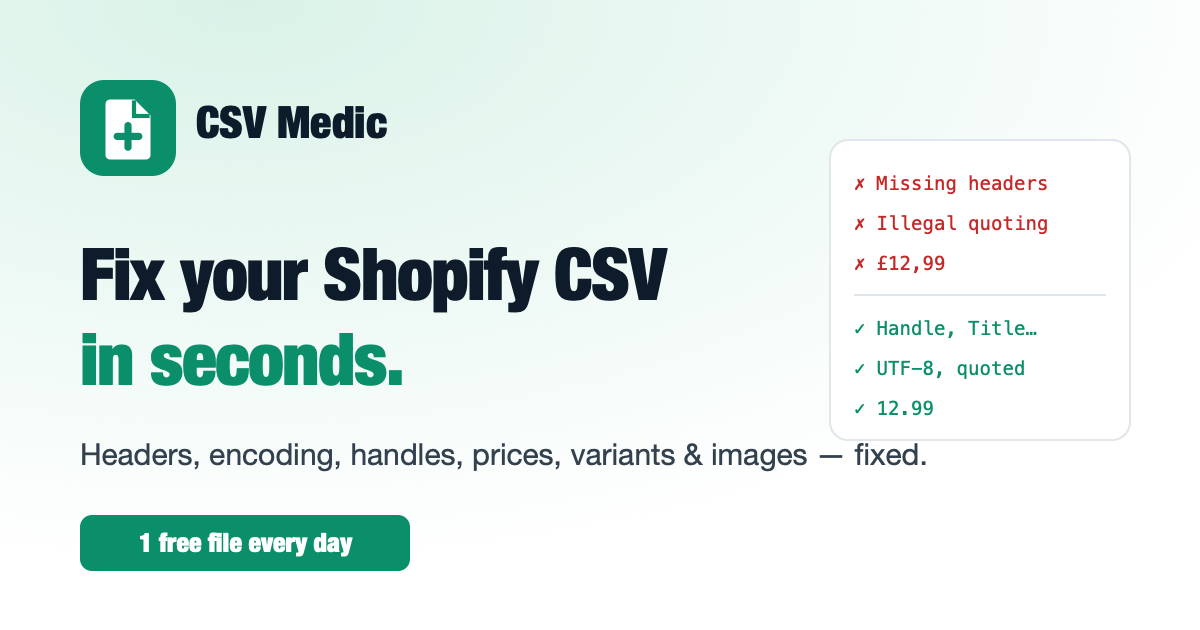 CSV Medic
Fix your Shopify CSV
in seconds.
Headers, encoding, handles, prices, variants & images — fixed.
1 free file every day
✗ Missing headers
✗ Illegal quoting
✗ £12,99
✓ Handle, Title…
✓ UTF-8, quoted
✓ 12.99